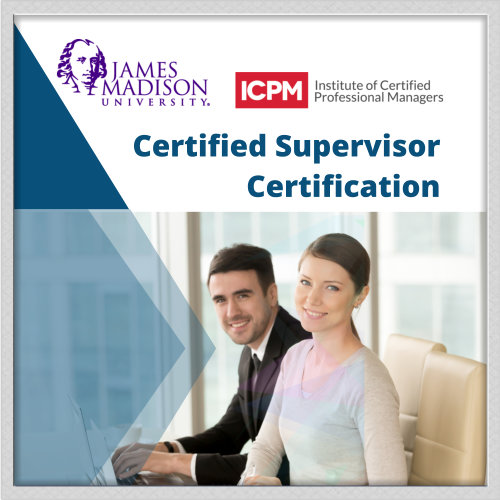 JAMES
MADISON
UNIVERSITY®
ICPM
Institute of Certified
Professional Managers
Certified Supervisor
Certification